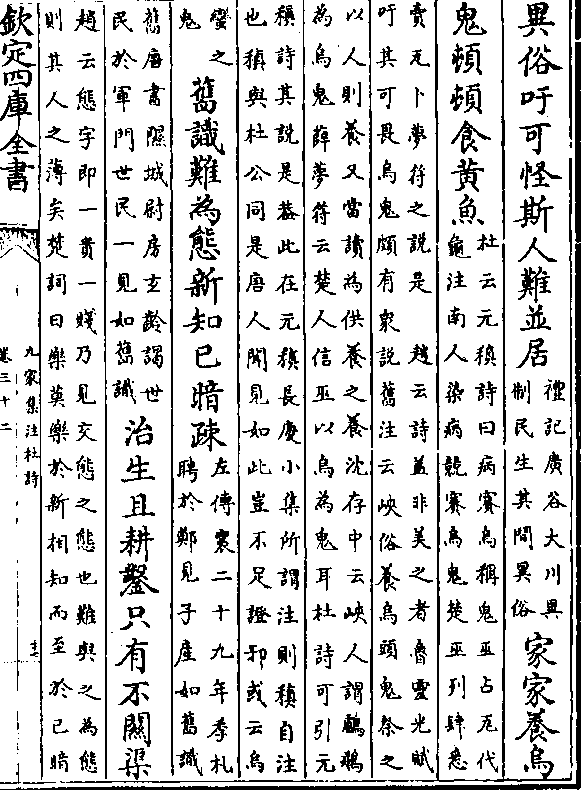 異俗吁可怪斯人難並居
禮記廣谷大川異
制民生其間異俗
家家養烏
鬼頓頓食黃魚
杜云元稹詩曰病賽烏稱鬼巫占瓦代
龜注南人染病競賽烏鬼楚巫列肆悉
賣瓦卜夢符之說是　趙云詩葢非美之者魯靈光賦
吁其可畏烏鬼頗有衆說舊注云峽俗養烏頭鬼祭之
以人則養又當讀為供養之養沈存中云峽人謂鸕鷀
為烏鬼薛夢符云楚人信巫以烏為鬼耳杜詩可引元
稹詩其說是葢此在元稹長慶小集所謂注則稹自注
也稹與杜公同是唐人聞見如此豈不足證邪或云烏
蠻之
鬼
舊識難為態新知已暗疎
左傳襄二十九年季札
聘於鄭見子産如舊識
舊唐書隰城尉房玄齡謁世
民於軍門世民一見如舊識
治生且耕鑿只有不關渠
趙云態字即一貴一賤乃見交態之態也難與之為態
則其人之薄矣楚詞曰樂莫樂於新相知而至於已暗
欽定四庫全書
九家集注杜詩
卷三十二